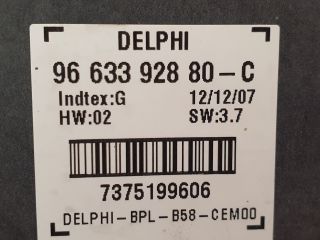 DELPHI
96 633 928 80-C
Indtex:G 12/12/07
HW:02 SW:3.7
7375199606
DELPHI-BPL-B58-CEM00